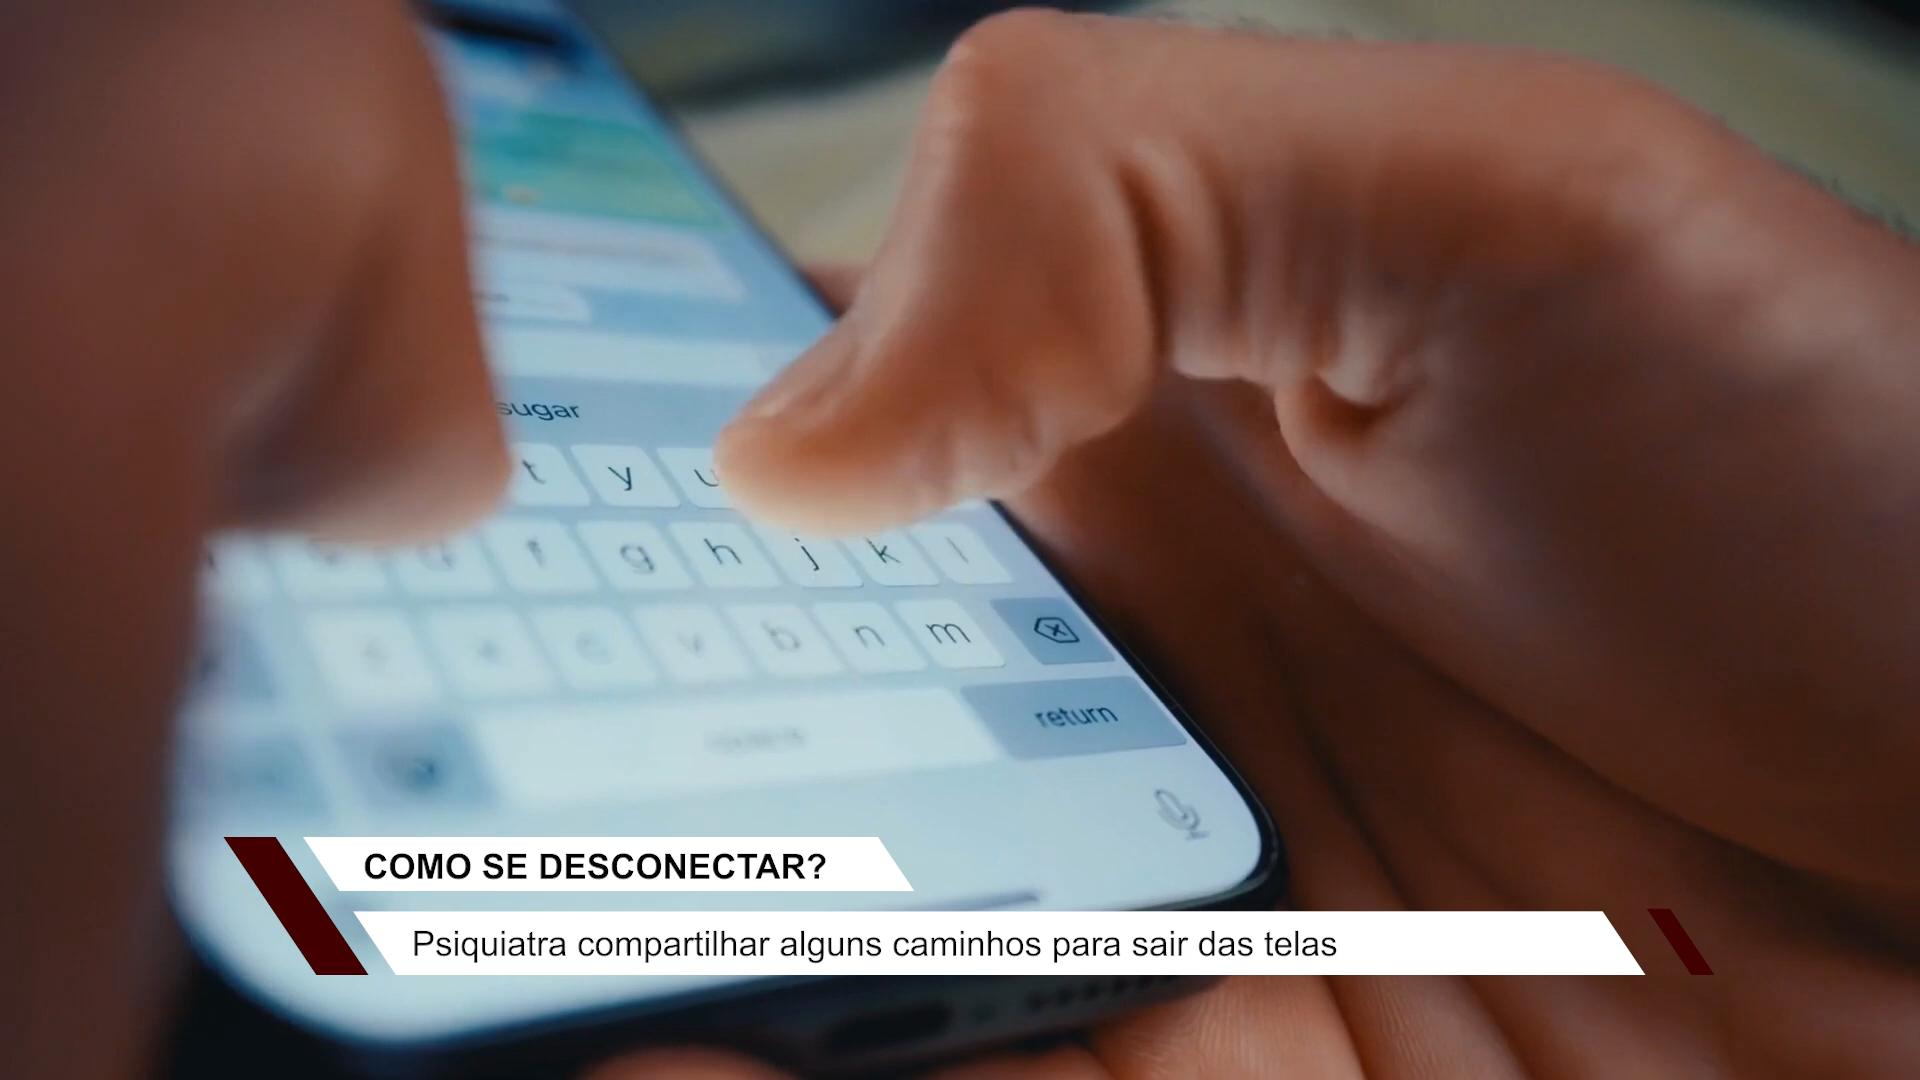 sugar
t y u
f g h j k l
v b n m
return
COMO SE DESCONECTAR?
Psiquiatra compartilhar alguns caminhos para sair das telas